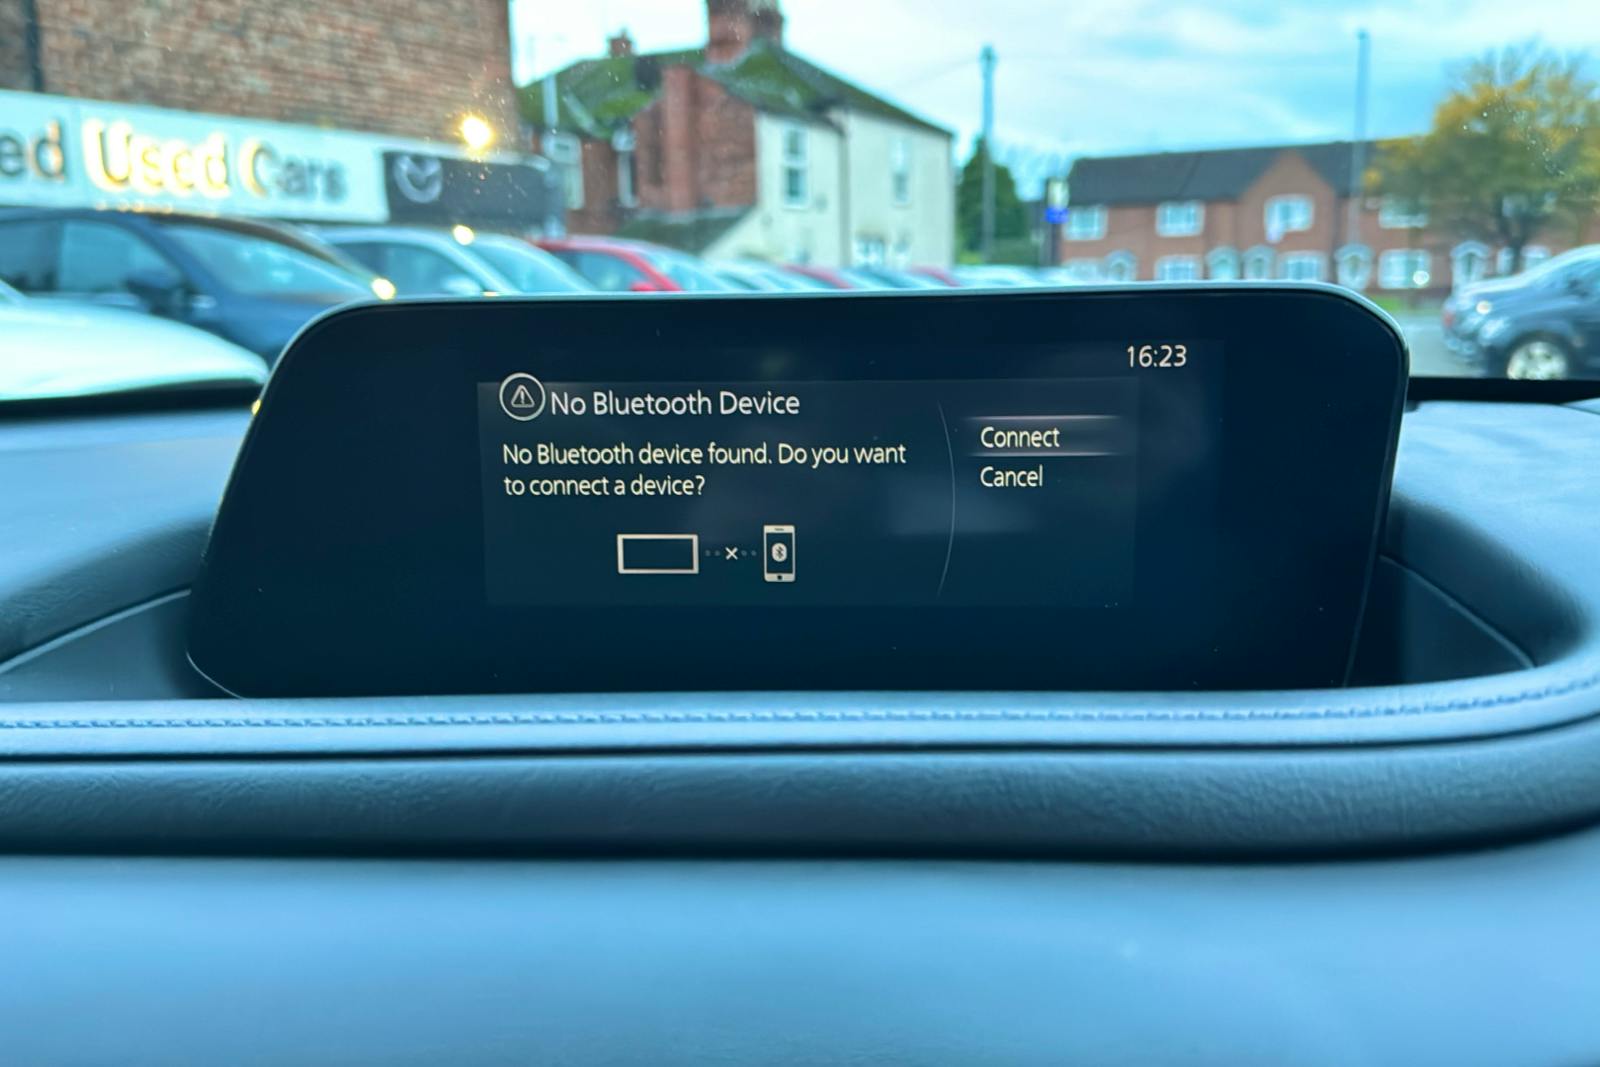 ed Used Cars
16:23
No Bluetooth Device
No Bluetooth device found. Do you want
to connect a device?
Connect
Cancel